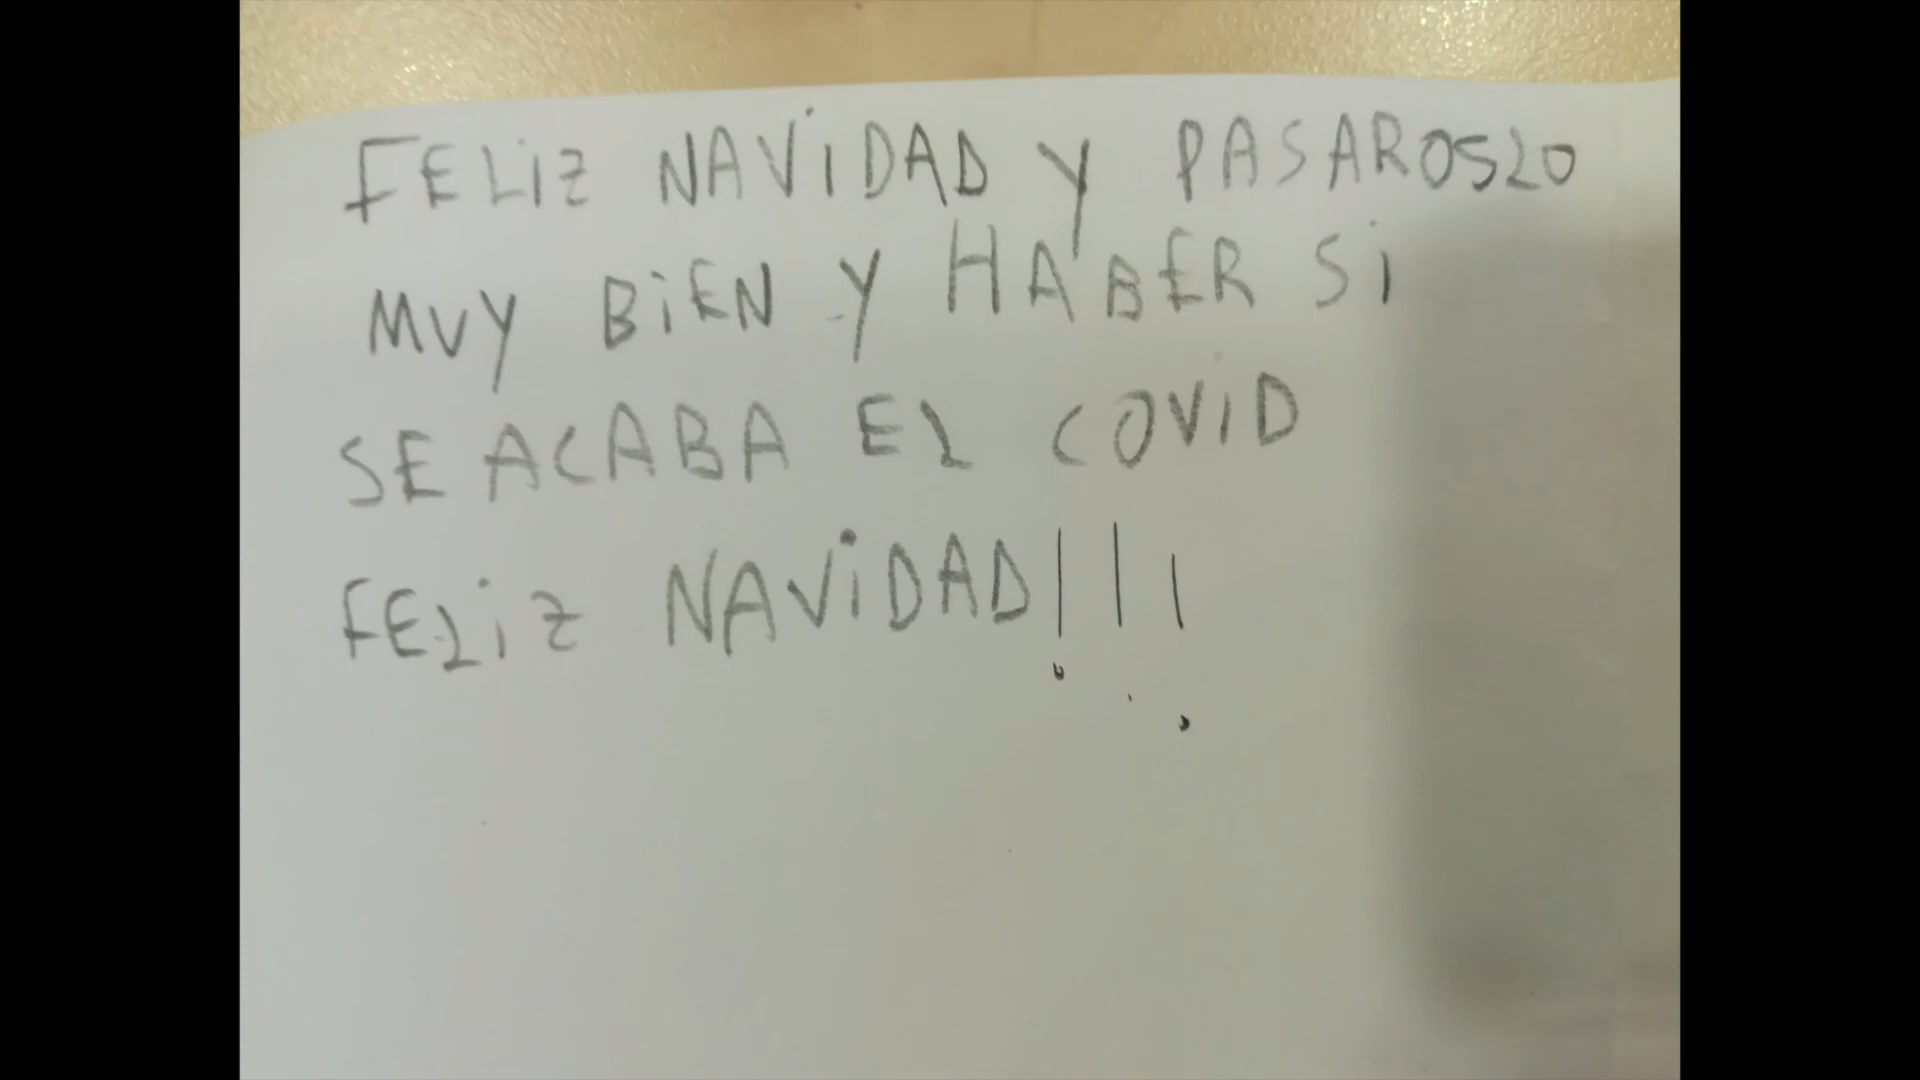 FELiZ NAViDAD Y PASAROSLO
MUY BiEN Y HABER Si
SE ACABA EL COViD
FELiZ NAViDAD!!!